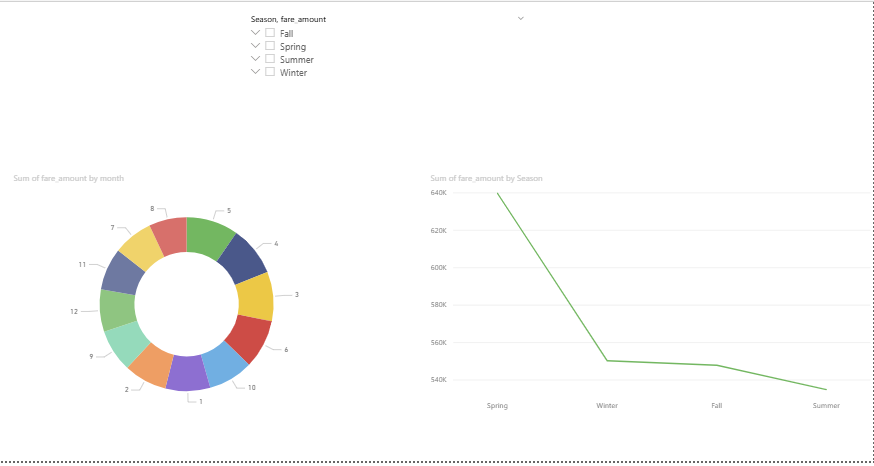 Season, fare_amount
Fall
Spring
Summer
Winter
Sum of fare_amount by month
8
5
7
4
11
3
12
6
9
10
2
1
Sum of fare_amount by Season
640K
620K
600K
580K
560K
540K
Spring
Winter
Fall
Summer